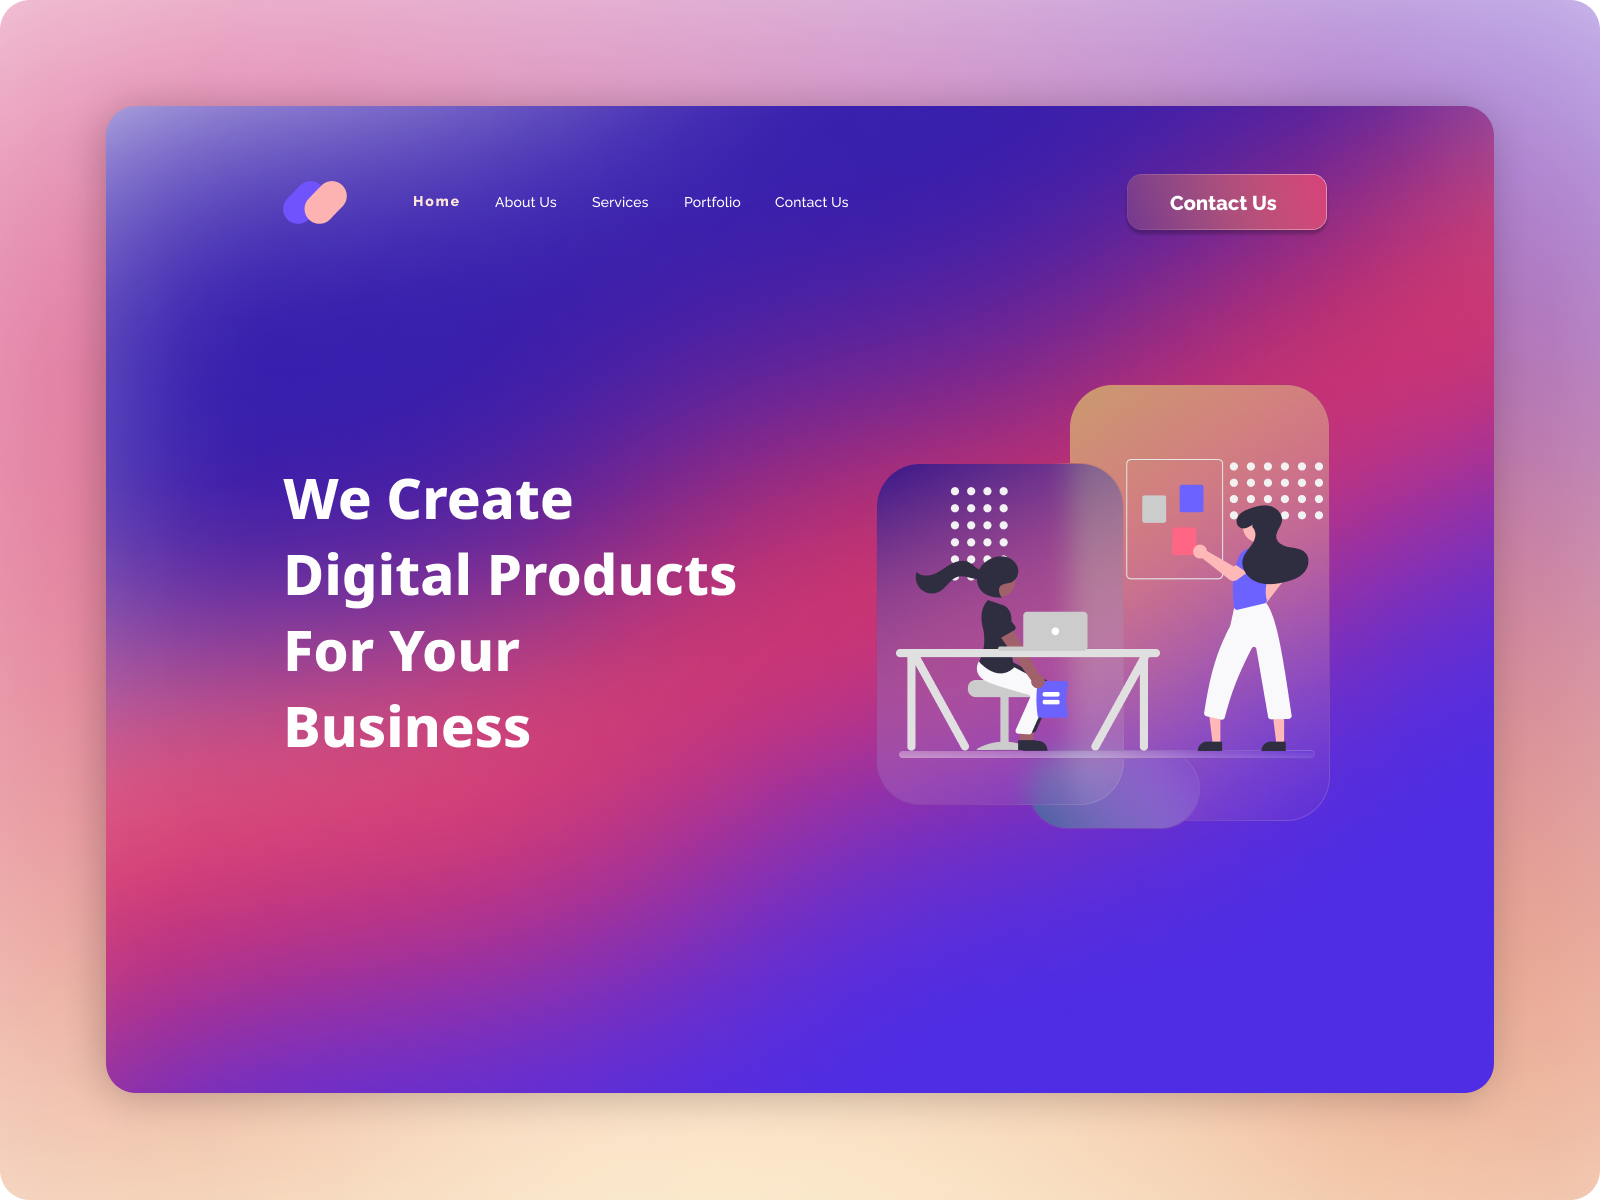 Home About Us Services Portfolio Contact Us Contact Us
We Create
Digital Products
For Your
Business